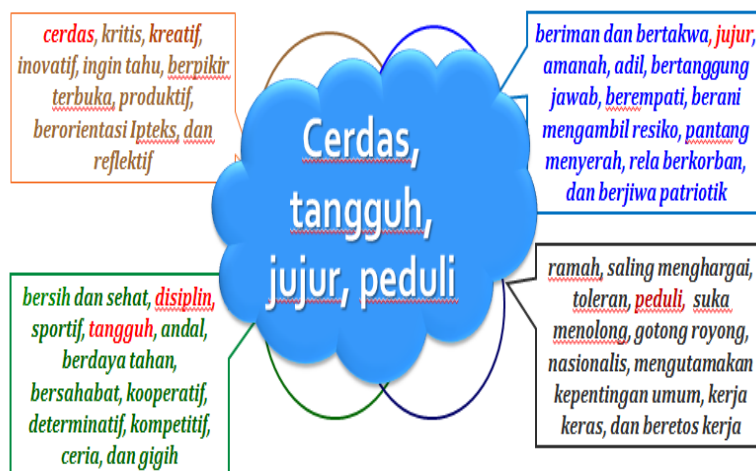 cerdas, kritis, kreatif,
inovatif, ingin tahu, berpikir
terbuka, produktif,
berorientasi Ipteks, dan
reflektif
beriman dan bertakwa, jujur,
amanah, adil, bertanggung
jawab, berempati, berani
mengambil resiko, pantang
menyerah, rela berkorban,
dan berjiwa patriotik
Cerdas,
tangguh,
jujur, peduli
bersih dan sehat, disiplin,
sportif, tangguh, andal,
berdaya tahan,
bersahabat, kooperatif,
determinatif, kompetitif,
ceria, dan gigih
ramah, saling menghargai,
toleran, peduli, suka
menolong, gotong royong,
nasionalis, mengutamakan
kepentingan umum, kerja
keras, dan beretos kerja